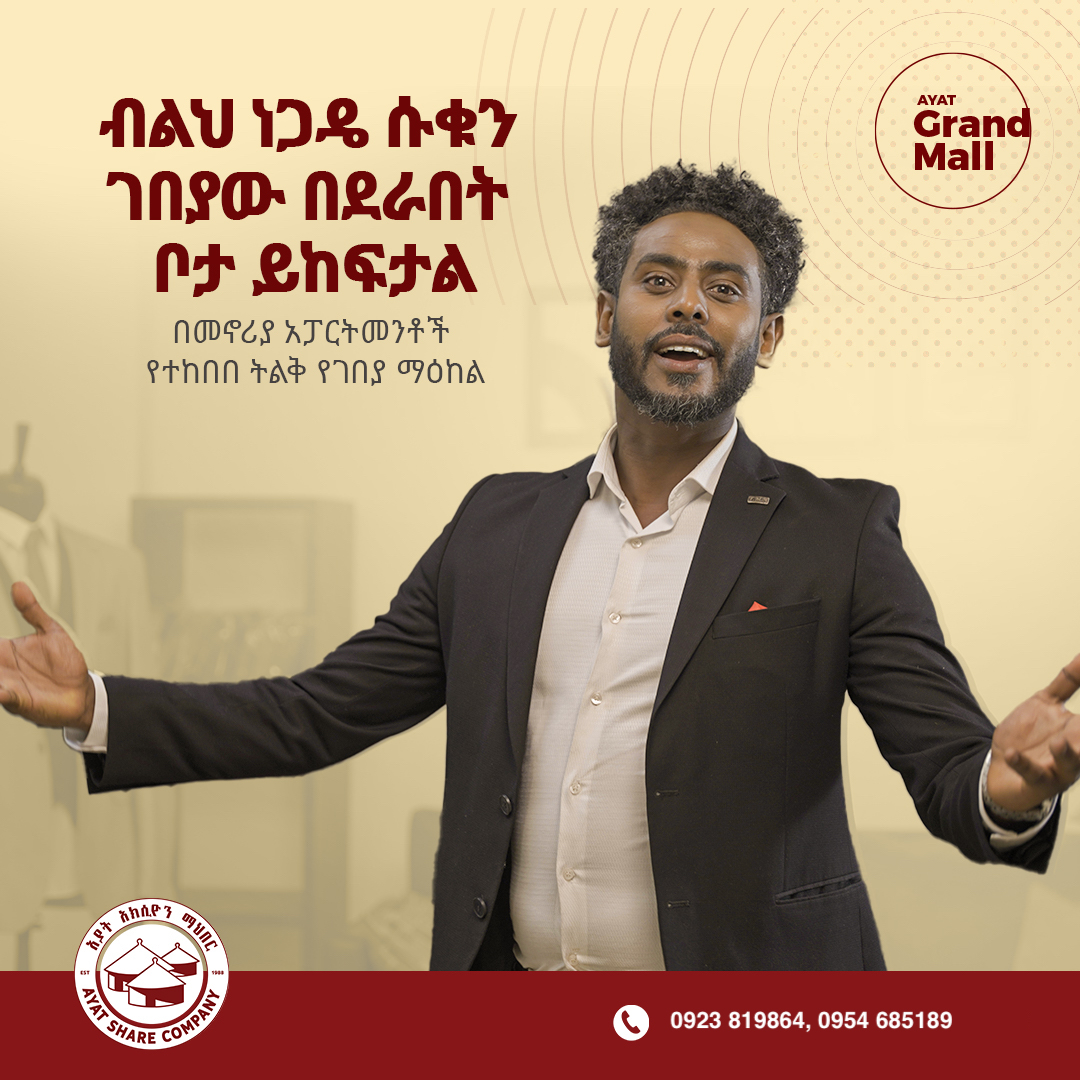 ብልህ ነጋዴ ሱቁን
ገበያው በደራበት
ቦታ ይከፍታል
በመኖሪያ አፓርትመንቶች
የተከበበ ትልቅ የገበያ ማዕከል
AYAT
Grand
Mall
አያት አክሲዮን ማህበር
EST 1988
AYAT SHARE COMPANY
0923 819864, 0954 685189